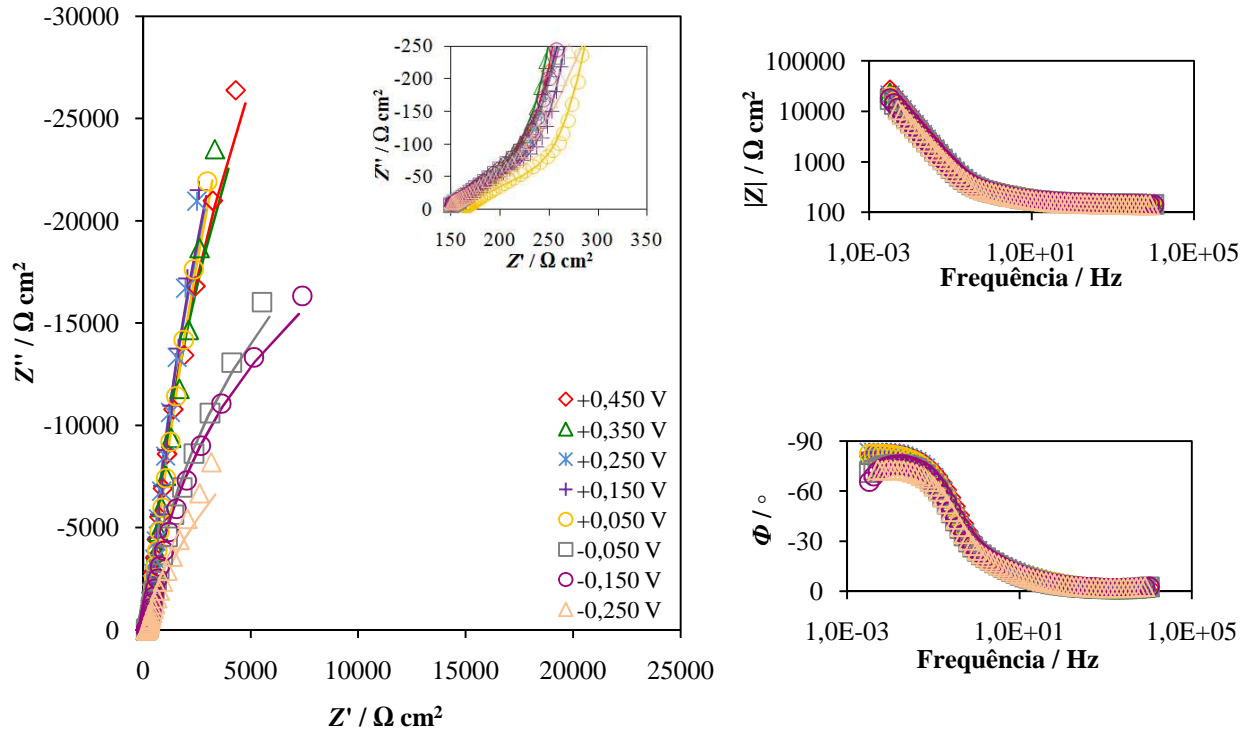 -30000
-25000
-20000
-15000
-10000
-5000
0
0 5000 10000 15000 20000 25000
Z'' / Ω cm²
Z' / Ω cm²
-250
-200
-150
-100
-50
0
150 200 250 300 350
Z'' / Ω cm²
Z' / Ω cm²
+0,450 V
+0,350 V
+0,250 V
+0,150 V
+0,050 V
-0,050 V
-0,150 V
-0,250 V
100000
10000
1000
100
1,0E-03 1,0E+01 1,0E+05
|Z| / Ω cm²
Frequência / Hz
-90
-60
-30
0
1,0E-03 1,0E+01 1,0E+05
Φ / °
Frequência / Hz